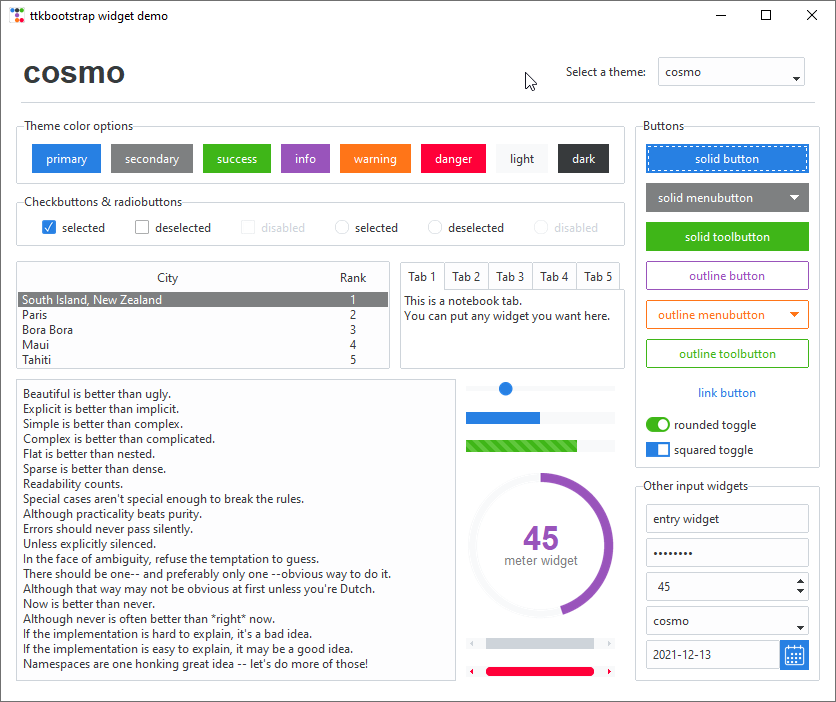 ttkbootstrap widget demo
cosmo
Select a theme: cosmo
Theme color options
primary secondary success info warning danger light dark
Checkbuttons & radiobuttons
selected deselected disabled selected deselected disabled
City Rank
South Island, New Zealand 1
Paris 2
Bora Bora 3
Maui 4
Tahiti 5
Tab 1 Tab 2 Tab 3 Tab 4 Tab 5
This is a notebook tab.
You can put any widget you want here.
Beautiful is better than ugly.
Explicit is better than implicit.
Simple is better than complex.
Complex is better than complicated.
Flat is better than nested.
Sparse is better than dense.
Readability counts.
Special cases aren't special enough to break the rules.
Although practicality beats purity.
Errors should never pass silently.
Unless explicitly silenced.
In the face of ambiguity, refuse the temptation to guess.
There should be one-- and preferably only one --obvious way to do it.
Although that way may not be obvious at first unless you're Dutch.
Now is better than never.
Although never is often better than *right* now.
If the implementation is hard to explain, it's a bad idea.
If the implementation is easy to explain, it may be a good idea.
Namespaces are one honking great idea -- let's do more of those!
45
meter widget
Buttons
solid button
solid menubutton
solid toolbutton
outline button
outline menubutton
outline toolbutton
link button
rounded toggle
squared toggle
Other input widgets
entry widget
••••••••
45
cosmo
2021-12-13